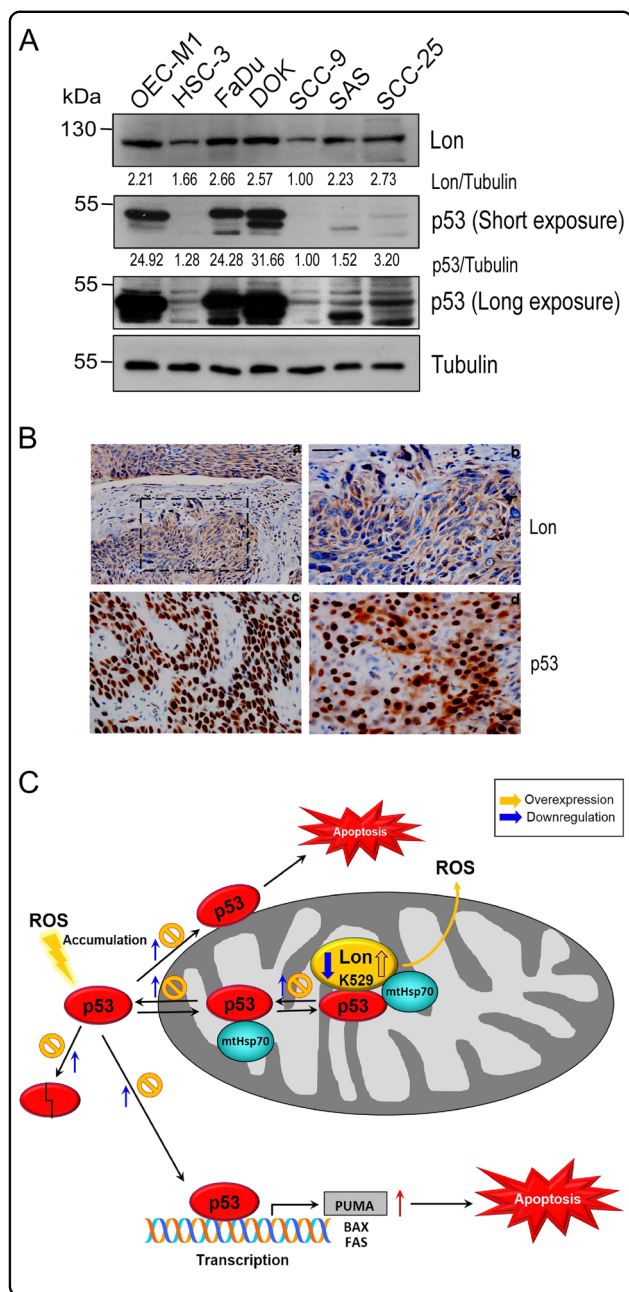 A
OEC-M1 HSC-3 FaDu DOK SCC-9 SAS SCC-25
kDa
130
Lon
2.21 1.66 2.66 2.57 1.00 2.23 2.73 Lon/Tubulin
55
p53 (Short exposure)
24.92 1.28 24.28 31.66 1.00 1.52 3.20 p53/Tubulin
55
p53 (Long exposure)
55
Tubulin
B
a b
Lon
c d
p53
C
Overexpression
Downregulation
Apoptosis
ROS
p53
ROS
Accumulation
Lon
K529
mtHsp70
p53
p53
p53
mtHsp70
p53
PUMA
BAX
FAS
Apoptosis
Transcription